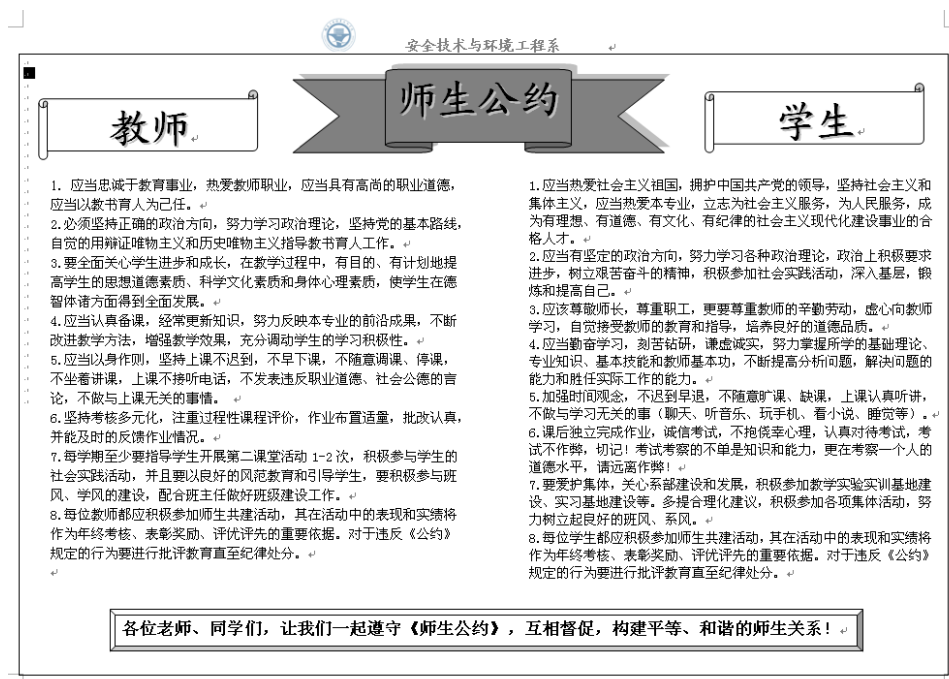 安全技术与环境工程系
师生公约
教师
学生
1. 应当忠诚于教育事业，热爱教师职业，应当具有高尚的职业道德，
应当以教书育人为己任。
2.必须坚持正确的政治方向，努力学习政治理论，坚持党的基本路线，
自觉的用辩证唯物主义和历史唯物主义指导教书育人工作。
3.要全面关心学生进步和成长，在教学过程中，有目的、有计划地提
高学生的思想道德素质、科学文化素质和身体心理素质，使学生在德
智体诸方面得到全面发展。
4.应当认真备课，经常更新知识，努力反映本专业的前沿成果，不断
改进教学方法，增强教学效果，充分调动学生的学习积极性。
5.应当以身作则，坚持上课不迟到，不早下课，不随意调课、停课，
不坐着讲课，上课不接听电话，不发表违反职业道德、社会公德的言
论，不做与上课无关的事情。
6.坚持考核多元化，注重过程性课程评价，作业布置适量，批改认真，
并能及时的反馈作业情况。
7.每学期至少要指导学生开展第二课堂活动 1-2 次，积极参与学生的
社会实践活动，并且要以良好的风范教育和引导学生，要积极参与班
风、学风的建设，配合班主任做好班级建设工作。
8.每位教师都应积极参加师生共建活动，其在活动中的表现和实绩将
作为年终考核、表彰奖励、评优评先的重要依据。对于违反《公约》
规定的行为要进行批评教育直至纪律处分。
1.应当热爱社会主义祖国，拥护中国共产党的领导，坚持社会主义和
集体主义，应当热爱本专业，立志为社会主义服务，为人民服务，成
为有理想、有道德、有文化、有纪律的社会主义现代化建设事业的合
格人才。
2.应当有坚定的政治方向，努力学习各种政治理论，政治上积极要求
进步，树立艰苦奋斗的精神，积极参加社会实践活动，深入基层，锻
炼和提高自己。
3.应该尊敬师长，尊重职工，更要尊重教师的辛勤劳动，虚心向教师
学习，自觉接受教师的教育和指导，培养良好的道德品质。
4.应当勤奋学习，刻苦钻研，谦虚诚实，努力掌握所学的基础理论、
专业知识、基本技能和教师基本功，不断提高分析问题，解决问题的
能力和胜任实际工作的能力。
5.加强时间观念，不迟到早退，不随意旷课、缺课，上课认真听讲，
不做与学习无关的事（聊天、听音乐、玩手机、看小说、睡觉等）。
6.课后独立完成作业，诚信考试，不抱侥幸心理，认真对待考试，考
试不作弊，切记！考试考察的不单是知识和能力，更在考察一个人的
道德水平，请远离作弊！
7.要爱护集体，关心系部建设和发展，积极参加教学实验实训基地建
设、实习基地建设等。多提合理化建议，积极参加各项集体活动，努
力树立起良好的班风、系风。
8.每位学生都应积极参加师生共建活动，其在活动中的表现和实绩将
作为年终考核、表彰奖励、评优评先的重要依据。对于违反《公约》
规定的行为要进行批评教育直至纪律处分。
各位老师、同学们，让我们一起遵守《师生公约》，互相督促，构建平等、和谐的师生关系！